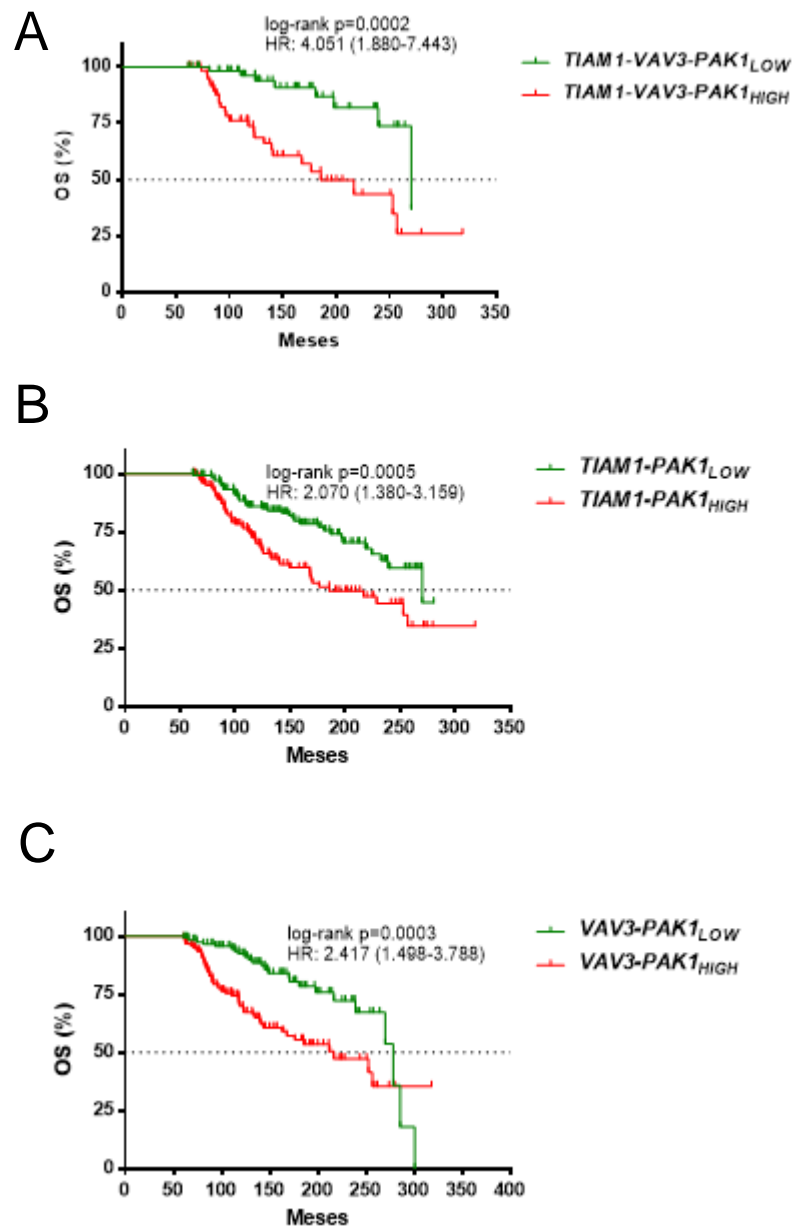 A
log-rank p=0.0002
HR: 4.051 (1.880-7.443)
TIAM1-VAV3-PAK1LOW
TIAM1-VAV3-PAK1HIGH
OS (%)
100
75
50
25
0
0 50 100 150 200 250 300 350
Meses
B
log-rank p=0.0005
HR: 2.070 (1.380-3.159)
TIAM1-PAK1LOW
TIAM1-PAK1HIGH
OS (%)
100
75
50
25
0
0 50 100 150 200 250 300 350
Meses
C
log-rank p=0.0003
HR: 2.417 (1.498-3.788)
VAV3-PAK1LOW
VAV3-PAK1HIGH
OS (%)
100
75
50
25
0
0 50 100 150 200 250 300 350 400
Meses